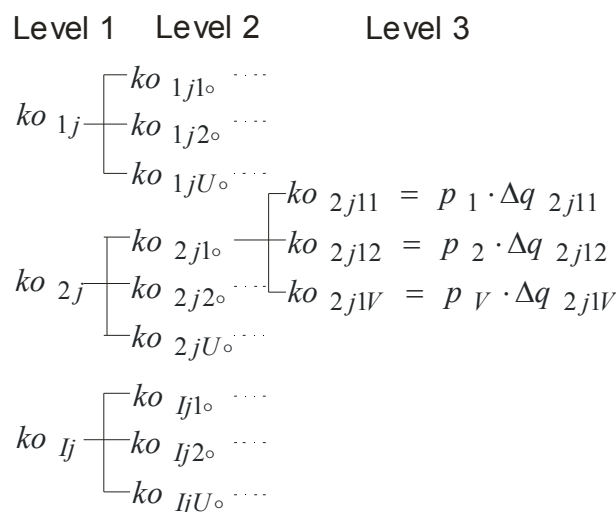 Level 1 Level 2 Level 3
ko 1j1∘ ····
ko 1j ko 1j2∘ ····
ko 1jU∘ ····
ko 2j11 = p 1 · Δq 2j11
ko 2j1∘ ko 2j12 = p 2 · Δq 2j12
ko 2j ko 2j2∘ ····
ko 2j1V = p V · Δq 2j1V
ko 2jU∘ ····
ko Ij1∘ ····
ko Ij ko Ij2∘ ····
ko IjU∘ ····